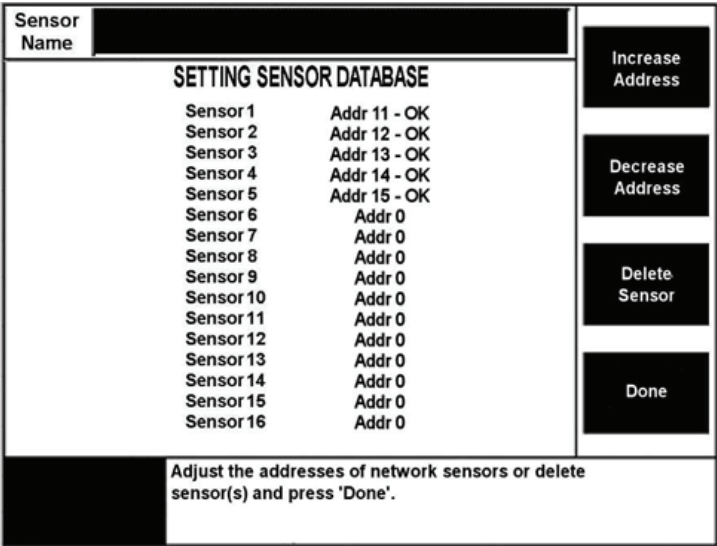 Sensor
Name
SETTING SENSOR DATABASE
Sensor 1 Addr 11 - OK
Sensor 2 Addr 12 - OK
Sensor 3 Addr 13 - OK
Sensor 4 Addr 14 - OK
Sensor 5 Addr 15 - OK
Sensor 6 Addr 0
Sensor 7 Addr 0
Sensor 8 Addr 0
Sensor 9 Addr 0
Sensor 10 Addr 0
Sensor 11 Addr 0
Sensor 12 Addr 0
Sensor 13 Addr 0
Sensor 14 Addr 0
Sensor 15 Addr 0
Sensor 16 Addr 0
Increase
Address
Decrease
Address
Delete
Sensor
Done
Adjust the addresses of network sensors or delete
sensor(s) and press 'Done'.